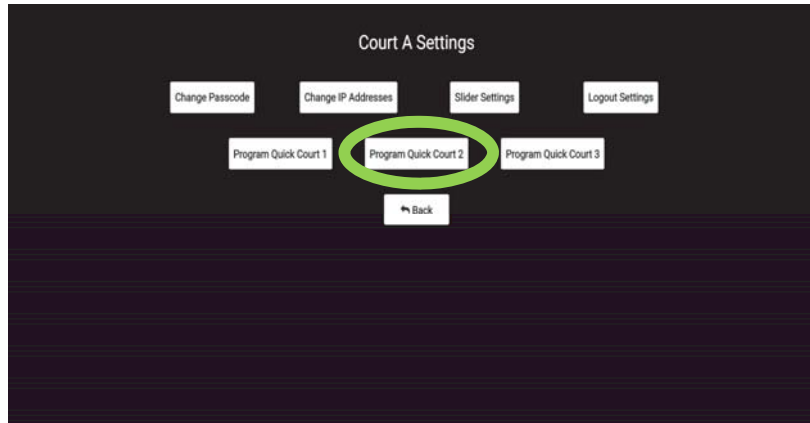 Court A Settings
Change Passcode Change IP Addresses Slider Settings Logout Settings
Program Quick Court 1 Program Quick Court 2 Program Quick Court 3
Back